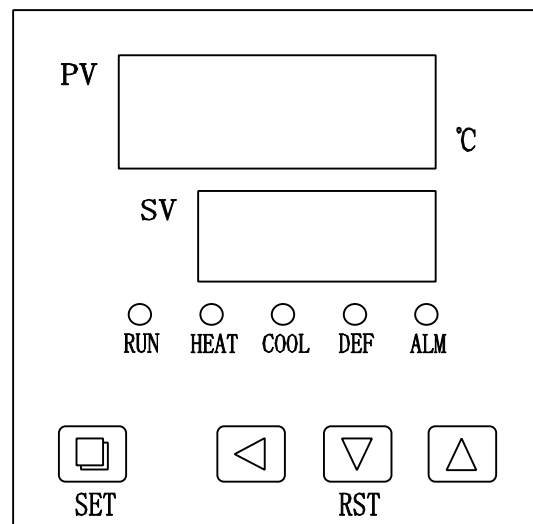 PV
℃
SV
RUN HEAT COOL DEF ALM
SET RST